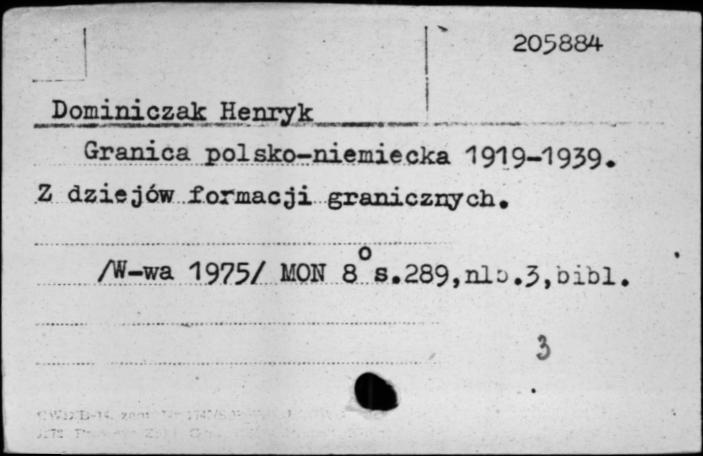 205884
Dominiczak Henryk
Granica polsko-niemiecka 1919-1939.
Z dziejów formacji granicznych.
/W-wa 1975/ MON 8° s.289,nlb.3,bibl.
3